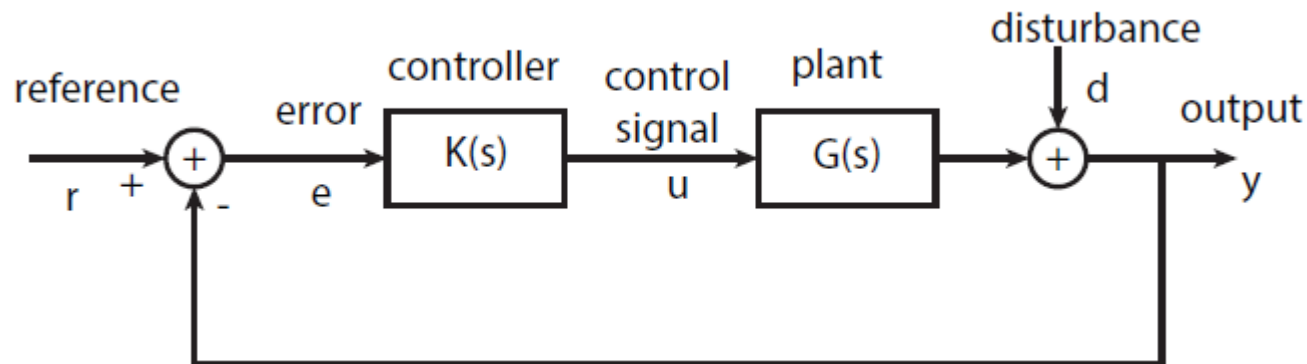 disturbance
controller
control
signal
plant
reference
error
d
output
+
K(s)
G(s)
+
r
+
-
e
u
y